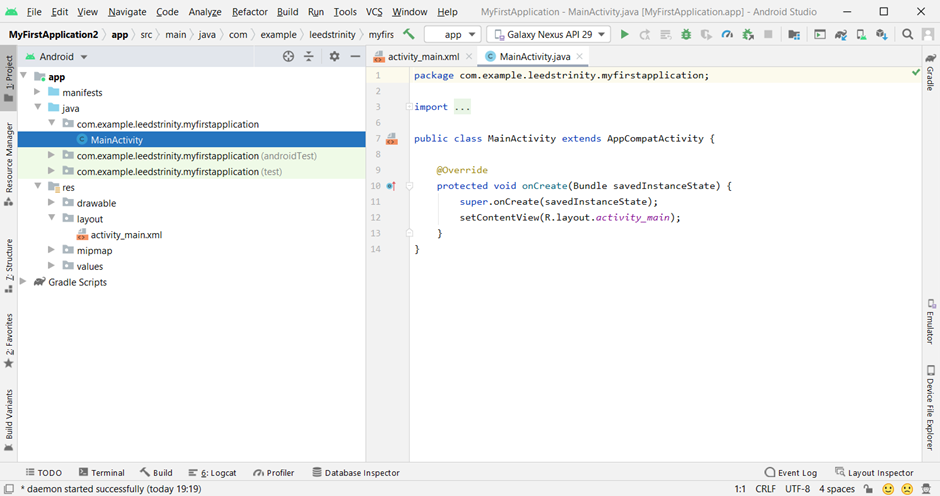 File Edit View Navigate Code Analyze Refactor Build Run Tools VCS Window Help MyFirstApplication - MainActivity.java [MyFirstApplication.app] - Android Studio
MyFirstApplication2 app src main java com example leedstrinity myfirs app Galaxy Nexus API 29
Android
activity_main.xml MainActivity.java
1: Project
Resource Manager
7: Structure
2: Favorites
Build Variants
app
manifests
java
com.example.leedstrinity.myfirstapplication
MainActivity
com.example.leedstrinity.myfirstapplication (androidTest)
com.example.leedstrinity.myfirstapplication (test)
res
drawable
layout
activity_main.xml
mipmap
values
Gradle Scripts
1 package com.example.leedstrinity.myfirstapplication;
2
3 import ...
6
7 public class MainActivity extends AppCompatActivity {
8
9 @Override
10 protected void onCreate(Bundle savedInstanceState) {
11 super.onCreate(savedInstanceState);
12 setContentView(R.layout.activity_main);
13 }
14 }
Gradle
Emulator
Device File Explorer
TODO Terminal Build 6: Logcat Profiler Database Inspector Event Log Layout Inspector
* daemon started successfully (today 19:19) 1:1 CRLF UTF-8 4 spaces